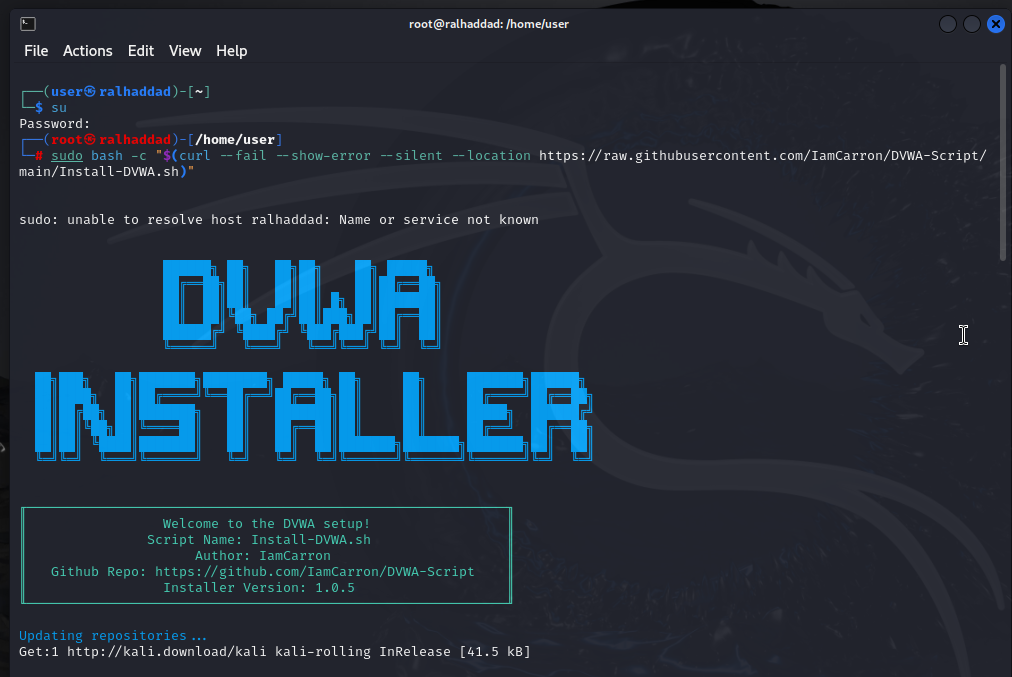 root@ralhaddad: /home/user
File Actions Edit View Help
┌──(user㉿ralhaddad)-[~]
└─$ su
Password:
┌──(root㉿ralhaddad)-[/home/user]
└─# sudo bash -c "$(curl --fail --show-error --silent --location https://raw.githubusercontent.com/IamCarron/DVWA-Script/
main/Install-DVWA.sh)"
sudo: unable to resolve host ralhaddad: Name or service not known
DVWA
INSTALLER
Welcome to the DVWA setup!
Script Name: Install-DVWA.sh
Author: IamCarron
Github Repo: https://github.com/IamCarron/DVWA-Script
Installer Version: 1.0.5
Updating repositories...
Get:1 http://kali.download/kali kali-rolling InRelease [41.5 kB]